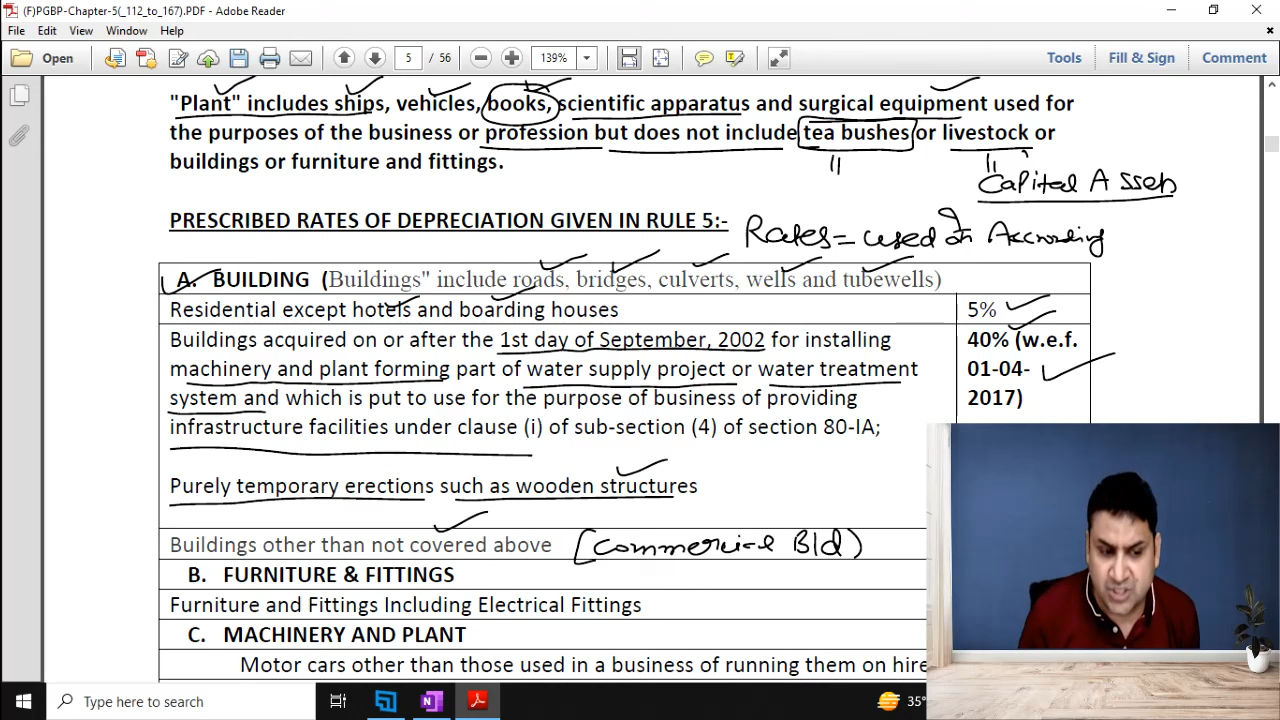 (F)PGBP-Chapter-5(_112_to_167).PDF - Adobe Reader
File Edit View Window Help
Open 5 / 56 139% Tools Fill & Sign Comment
"Plant" includes ships, vehicles, books, scientific apparatus and surgical equipment used for
the purposes of the business or profession but does not include tea bushes or livestock or
buildings or furniture and fittings.
Capital Assets
PRESCRIBED RATES OF DEPRECIATION GIVEN IN RULE 5:-
Rates = used in According
A. BUILDING (Buildings" include roads, bridges, culverts, wells and tubewells)
Residential except hotels and boarding houses 5%
Buildings acquired on or after the 1st day of September, 2002 for installing 40% (w.e.f.
machinery and plant forming part of water supply project or water treatment 01-04-
system and which is put to use for the purpose of business of providing 2017)
infrastructure facilities under clause (i) of sub-section (4) of section 80-IA;
Purely temporary erections such as wooden structures
Buildings other than not covered above (Commercial Bld)
B. FURNITURE & FITTINGS
Furniture and Fittings Including Electrical Fittings
C. MACHINERY AND PLANT
Motor cars other than those used in a business of running them on hire
Type here to search
35°